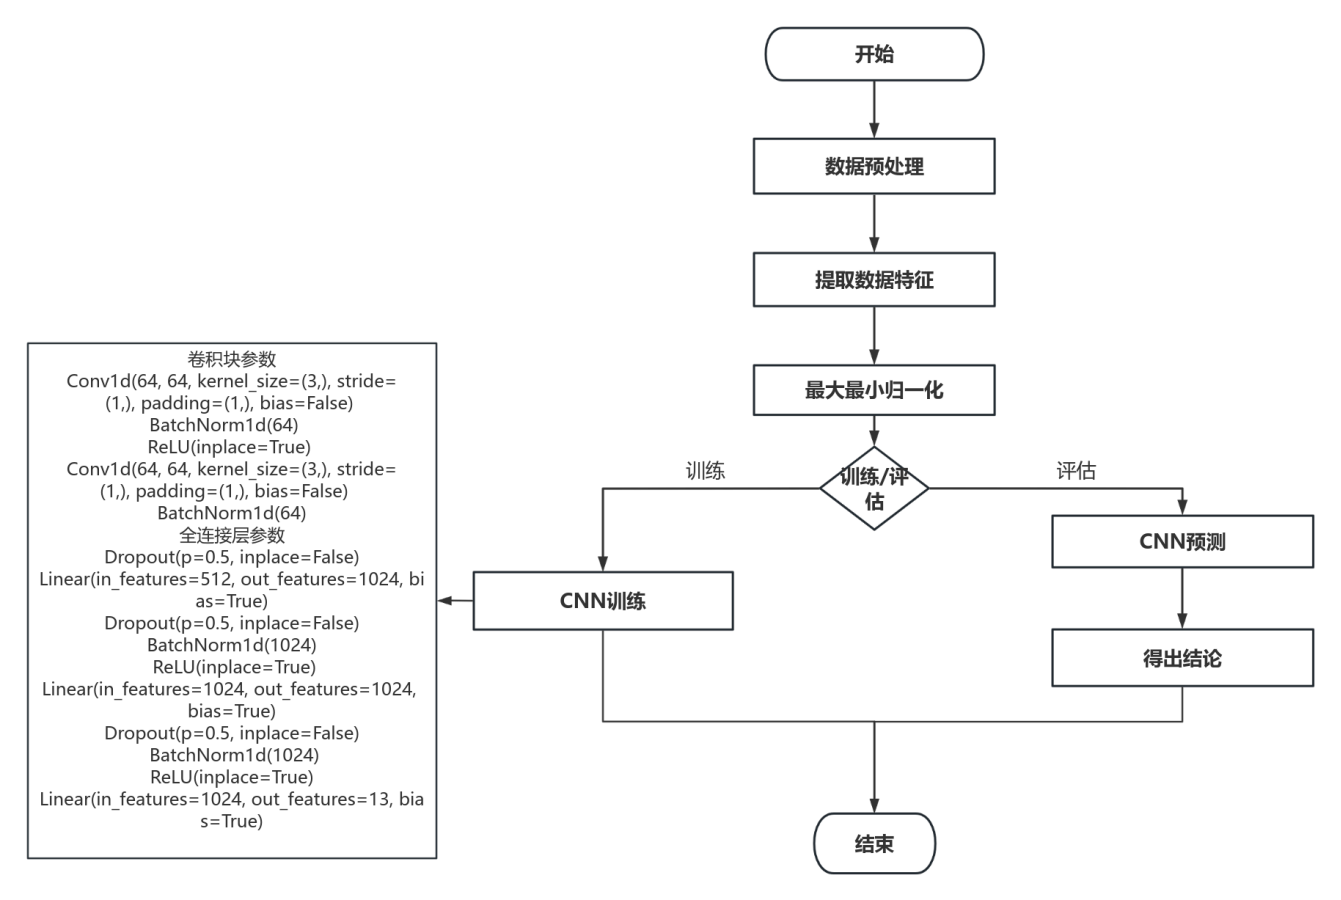 开始
数据预处理
提取数据特征
最大最小归一化
训练/评
估
训练
评估
CNN训练
CNN预测
得出结论
结束
卷积块参数
Conv1d(64, 64, kernel_size=(3,), stride=
(1,), padding=(1,), bias=False)
BatchNorm1d(64)
ReLU(inplace=True)
Conv1d(64, 64, kernel_size=(3,), stride=
(1,), padding=(1,), bias=False)
BatchNorm1d(64)
全连接层参数
Dropout(p=0.5, inplace=False)
Linear(in_features=512, out_features=1024, bi
as=True)
Dropout(p=0.5, inplace=False)
BatchNorm1d(1024)
ReLU(inplace=True)
Linear(in_features=1024, out_features=1024,
bias=True)
Dropout(p=0.5, inplace=False)
BatchNorm1d(1024)
ReLU(inplace=True)
Linear(in_features=1024, out_features=13, bia
s=True)